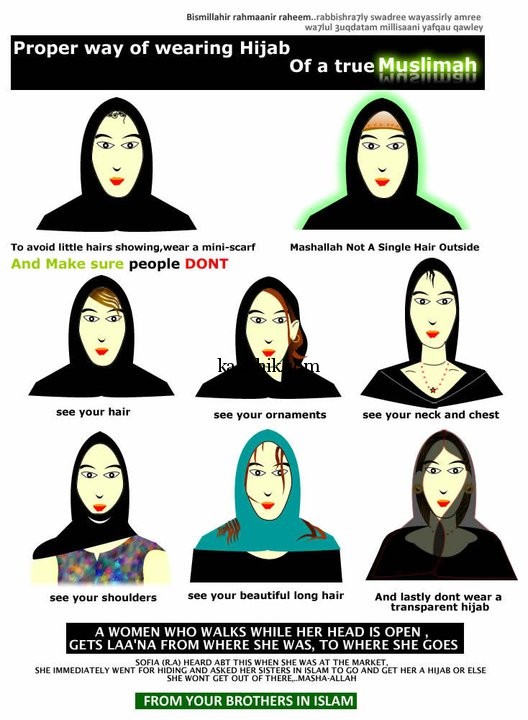 Bismillahir rahmaanir raheem..rabbishra7ly swadree wayassirly amree
wa7lul 3uqdatam millisaani yafqau qawley
Proper way of wearing Hijab
Of a true Muslimah
To avoid little hairs showing,wear a mini-scarf
Mashallah Not A Single Hair Outside
And Make sure people DONT
see your hair
see your ornaments
see your neck and chest
see your shoulders
see your beautiful long hair
And lastly dont wear a
transparent hijab
A WOMEN WHO WALKS WHILE HER HEAD IS OPEN ,
GETS LAA'NA FROM WHERE SHE WAS, TO WHERE SHE GOES
SOFIA (R.A) HEARD ABT THIS WHEN SHE WAS AT THE MARKET,
SHE IMMEDIATELY WENT FOR HIDING AND ASKED HER SISTERS IN ISLAM TO GO AND GET HER A HIJAB OR ELSE
SHE WONT GET OUT OF THERE,..MASHA-ALLAH
FROM YOUR BROTHERS IN ISLAM